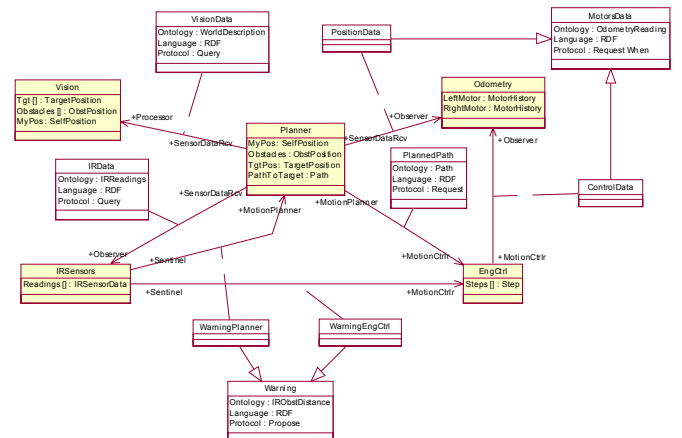 VisionData
Ontology : WorldDescription
Language : RDF
Protocol : Query
PositionData
MotorsData
Ontology : OdometryReading
Language : RDF
Protocol : Request When
Vision
Tgt [] : TargetPosition
Obstacles [] : ObstPosition
MyPos : SelfPosition
+Processor
+SensorDataRcv
Planner
MyPos : SelfPosition
Obstacles : ObstPosition
TgtPos : TargetPosition
PathToTarget : Path
+Observer
+SensorDataRcv
Odometry
LeftMotor : MotorHistory
RightMotor : MotorHistory
+Observer
IRData
Ontology : IRReadings
Language : RDF
Protocol : Query
+SensorDataRcv
+MotionPlanner
+MotionPlanner
PlannedPath
Ontology : Path
Language : RDF
Protocol : Request
ControlData
+Observer
+Sentinel
+MotionCtrlr
+MotionCtrlr
IRSensors
Readings [] : IRSensorData
+Sentinel
+MotionCtrlr
EngCtrl
Steps [] : Step
WarningPlanner
WarningEngCtrl
Warning
Ontology : IRObstDistance
Language : RDF
Protocol : Propose